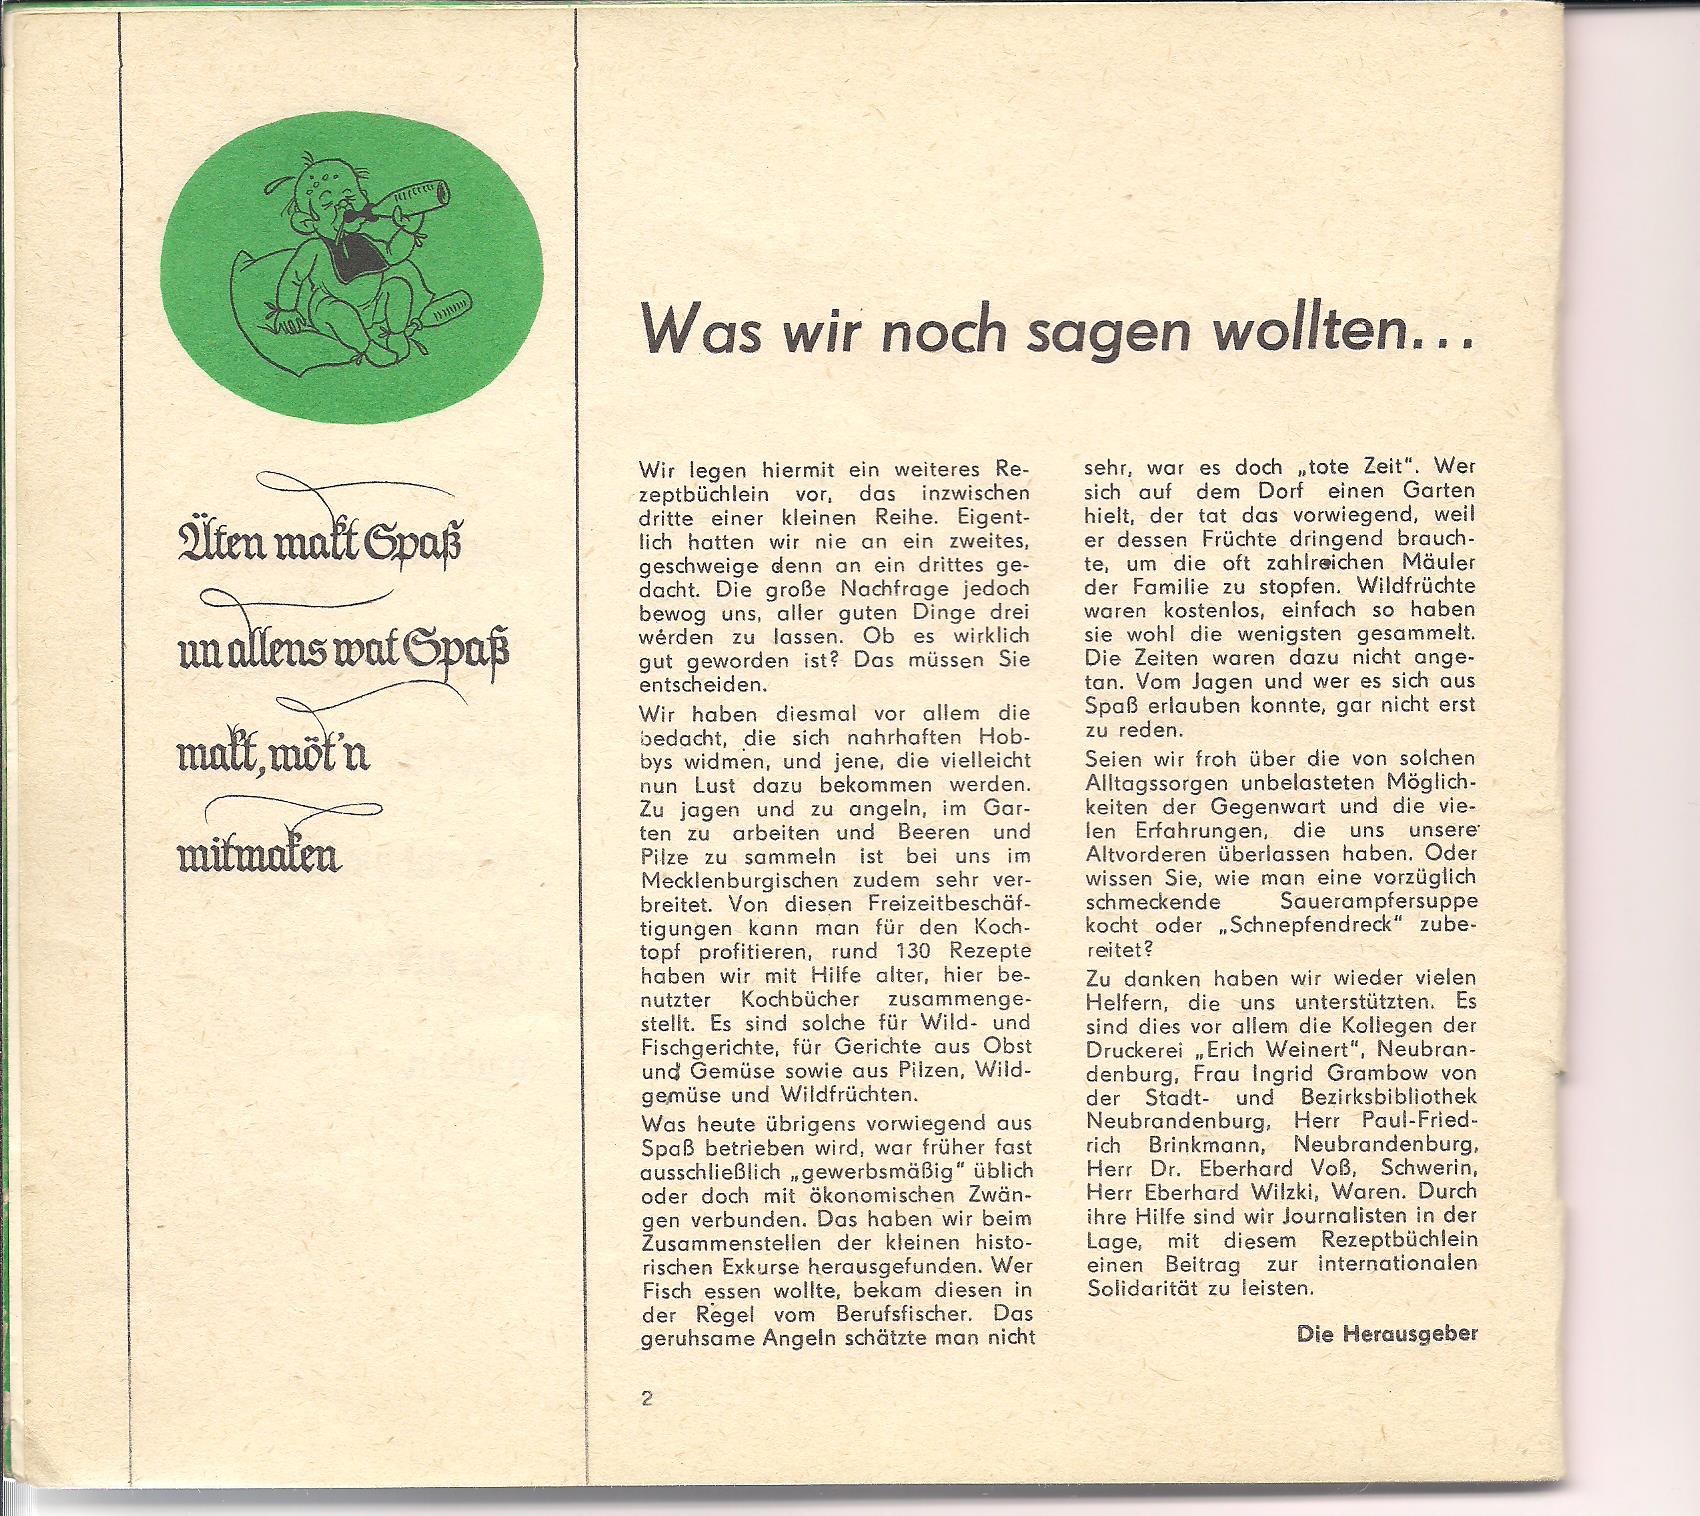 Äten makt Spaß
un allens wat Spaß
makt, möt'n
mitmaken
Was wir noch sagen wollten...
Wir legen hiermit ein weiteres Re-
zeptbüchlein vor, das inzwischen
dritte einer kleinen Reihe. Eigent-
lich hatten wir nie an ein zweites,
geschweige denn an ein drittes ge-
dacht. Die große Nachfrage jedoch
bewog uns, aller guten Dinge drei
werden zu lassen. Ob es wirklich
gut geworden ist? Das müssen Sie
entscheiden.
Wir haben diesmal vor allem die
bedacht, die sich nahrhaften Hob-
bys widmen, und jene, die vielleicht
nun Lust dazu bekommen werden.
Zu jagen und zu angeln, im Gar-
ten zu arbeiten und Beeren und
Pilze zu sammeln ist bei uns im
Mecklenburgischen zudem sehr ver-
breitet. Von diesen Freizeitbeschäf-
tigungen kann man für den Koch-
topf profitieren, rund 130 Rezepte
haben wir mit Hilfe alter, hier be-
nutzter Kochbücher zusammenge-
stellt. Es sind solche für Wild- und
Fischgerichte, für Gerichte aus Obst
und Gemüse sowie aus Pilzen, Wild-
gemüse und Wildfrüchten.
Was heute übrigens vorwiegend aus
Spaß betrieben wird, war früher fast
ausschließlich „gewerbsmäßig“ üblich
oder doch mit ökonomischen Zwän-
gen verbunden. Das haben wir beim
Zusammenstellen der kleinen histo-
rischen Exkurse herausgefunden. Wer
Fisch essen wollte, bekam diesen in
der Regel vom Berufsfischer. Das
geruhsame Angeln schätzte man nicht
sehr, war es doch „tote Zeit“. Wer
sich auf dem Dorf einen Garten
hielt, der tat das vorwiegend, weil
er dessen Früchte dringend brauch-
te, um die oft zahlreichen Mäuler
der Familie zu stopfen. Wildfrüchte
waren kostenlos, einfach so haben
sie wohl die wenigsten gesammelt.
Die Zeiten waren dazu nicht ange-
tan. Vom Jagen und wer es sich aus
Spaß erlauben konnte, gar nicht erst
zu reden.
Seien wir froh über die von solchen
Alltagssorgen unbelasteten Möglich-
keiten der Gegenwart und die vie-
len Erfahrungen, die uns unsere
Altvorderen überlassen haben. Oder
wissen Sie, wie man eine vorzüglich
schmeckende Sauerampfersuppe
kocht oder „Schnepfendreck“ zube-
reitet?
Zu danken haben wir wieder vielen
Helfern, die uns unterstützten. Es
sind dies vor allem die Kollegen der
Druckerei „Erich Weinert“, Neubran-
denburg, Frau Ingrid Grambow von
der Stadt- und Bezirksbibliothek
Neubrandenburg, Herr Paul-Fried-
rich Brinkmann, Neubrandenburg,
Herr Dr. Eberhard Voß, Schwerin,
Herr Eberhard Wilzki, Waren. Durch
ihre Hilfe sind wir Journalisten in der
Lage, mit diesem Rezeptbüchlein
einen Beitrag zur internationalen
Solidarität zu leisten.
Die Herausgeber
2